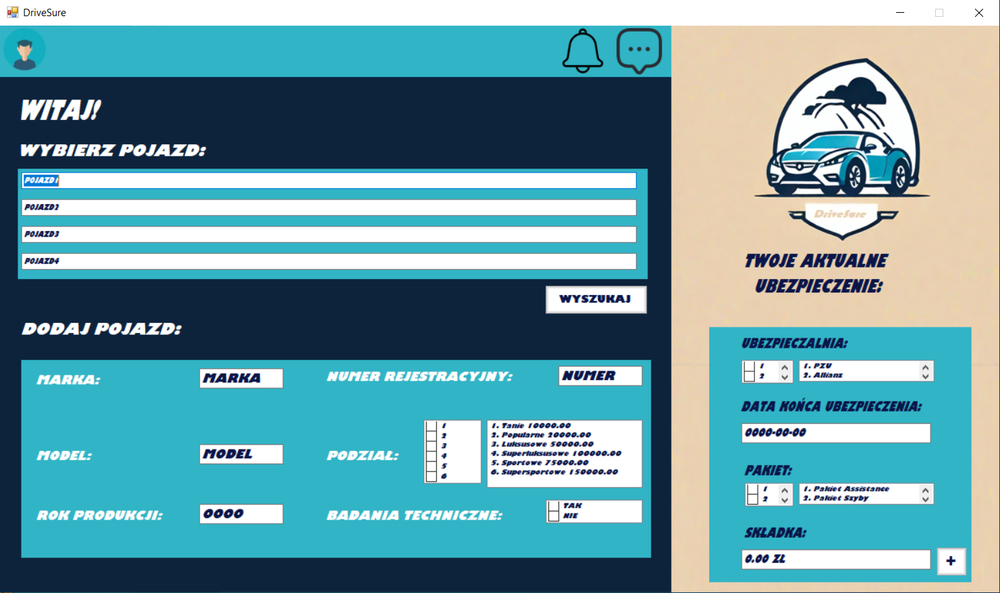 DriveSure
WITAJ!
WYBIERZ POJAZD:
POJAZD1
POJAZD2
POJAZD3
POJAZD4
WYSZUKAJ
DODAJ POJAZD:
MARKA:
MARKA
NUMER REJESTRACYJNY:
NUMER
MODEL:
MODEL
PODZIAŁ:
1
2
3
4
5
6
1. Tanie 10000.00
2. Popularne 20000.00
3. Luksusowe 50000.00
4. Superluksusowe 100000.00
5. Sportowe 75000.00
6. Supersportowe 150000.00
ROK PRODUKCJI:
0000
BADANIA TECHNICZNE:
TAK
NIE
DriveSure
TWOJE AKTUALNE
UBEZPIECZENIE:
UBEZPIECZALNIA:
1
2
1. PZU
2. Allianz
DATA KOŃCA UBEZPIECZENIA:
0000-00-00
PAKIET:
1
2
1. Pakiet Assistance
2. Pakiet Szyby
SKŁADKA:
0.00 ZŁ
+